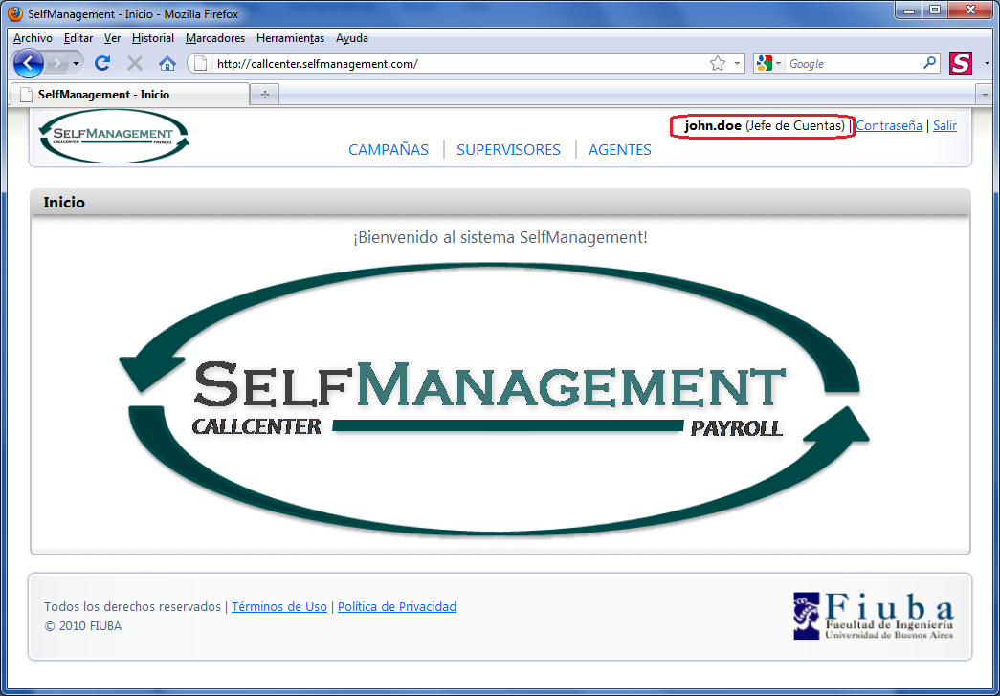 SelfManagement - Inicio - Mozilla Firefox
Archivo Editar Ver Historial Marcadores Herramientas Ayuda
http://callcenter.selfmanagement.com/
Google
S
SelfManagement - Inicio
SELFMANAGEMENT
CALLCENTER PAYROLL
john.doe (Jefe de Cuentas) | Contraseña | Salir
CAMPAÑAS | SUPERVISORES | AGENTES
Inicio
¡Bienvenido al sistema SelfManagement!
SELFMANAGEMENT
CALLCENTER PAYROLL
Todos los derechos reservados | Términos de Uso | Política de Privacidad
© 2010 FIUBA
Fiuba
Facultad de Ingeniería
Universidad de Buenos Aires